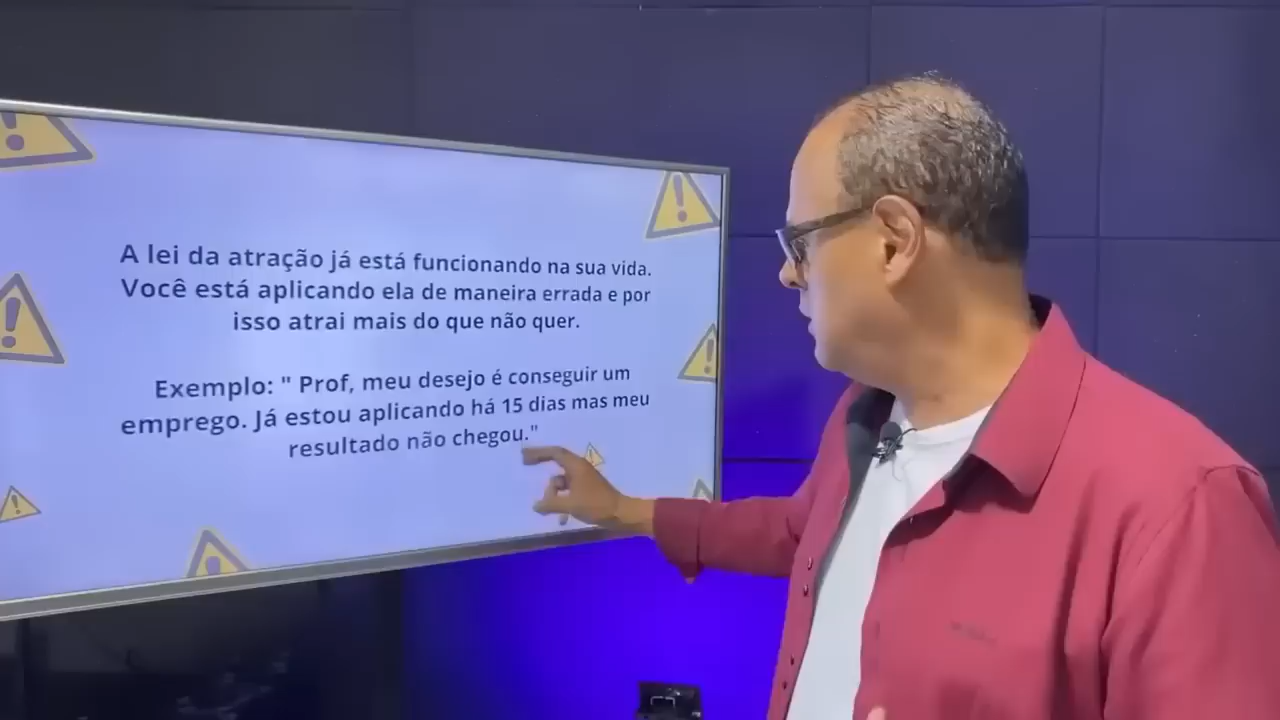 A lei da atração já está funcionando na sua vida.
Você está aplicando ela de maneira errada e por
isso atrai mais do que não quer.
Exemplo: " Prof, meu desejo é conseguir um
emprego. Já estou aplicando há 15 dias mas meu
resultado não chegou."